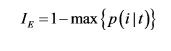 I_E = 1 − max{p(i|t)}